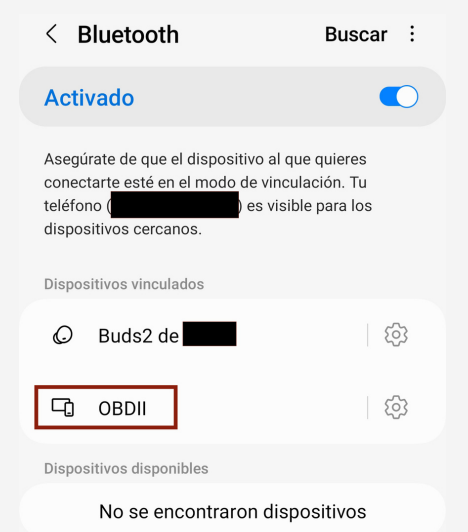 Bluetooth Buscar
Activado
Asegúrate de que el dispositivo al que quieres
conectarte esté en el modo de vinculación. Tu
teléfono ( ) es visible para los
dispositivos cercanos.
Dispositivos vinculados
Buds2 de
OBDII
Dispositivos disponibles
No se encontraron dispositivos